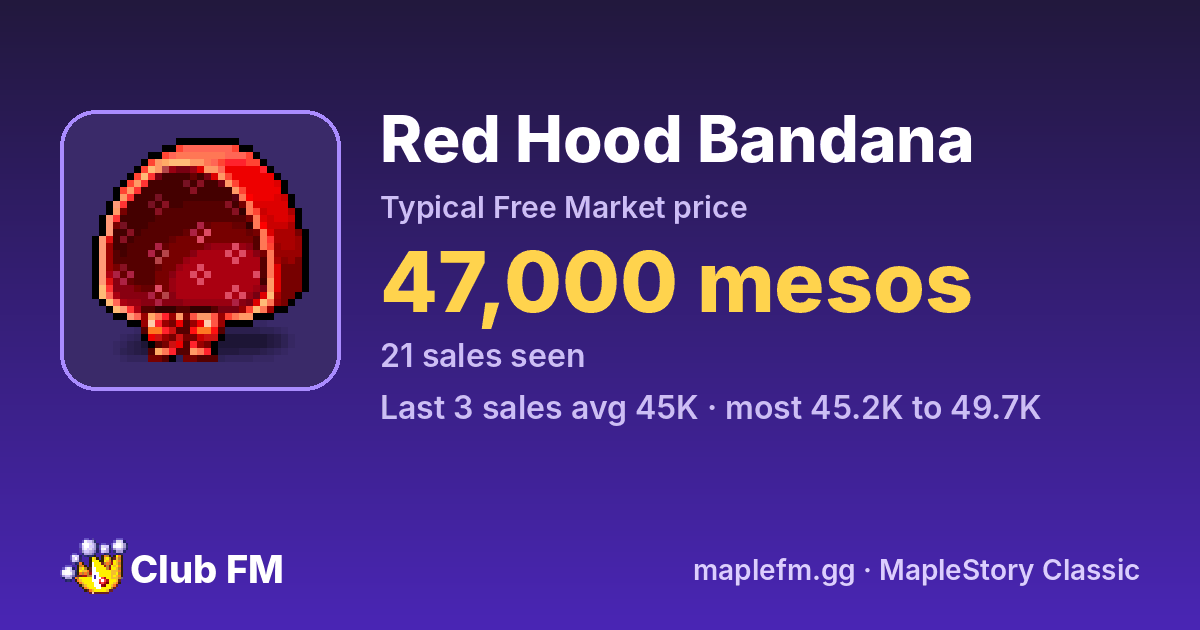 Red Hood Bandana
Typical Free Market price
47,000 mesos
21 sales seen
Last 3 sales avg 45K · most 45.2K to 49.7K
Club FM
maplefm.gg · MapleStory Classic